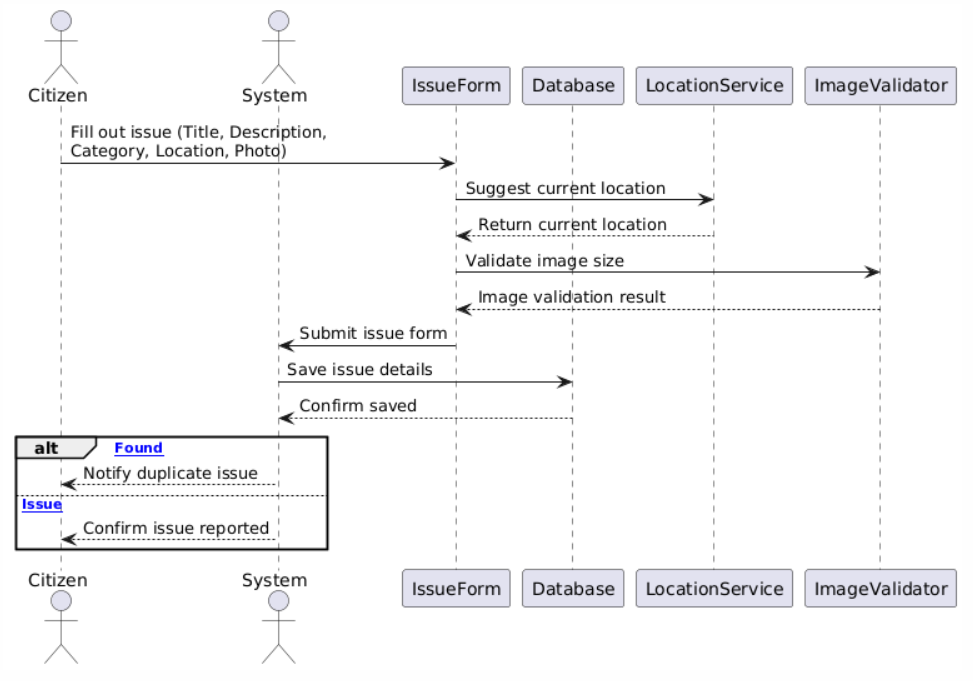 Citizen
System
IssueForm
Database
LocationService
ImageValidator
Fill out issue (Title, Description,
Category, Location, Photo)
Suggest current location
Return current location
Validate image size
Image validation result
Submit issue form
Save issue details
Confirm saved
alt
Found
Notify duplicate issue
Issue
Confirm issue reported
Citizen
System
IssueForm
Database
LocationService
ImageValidator